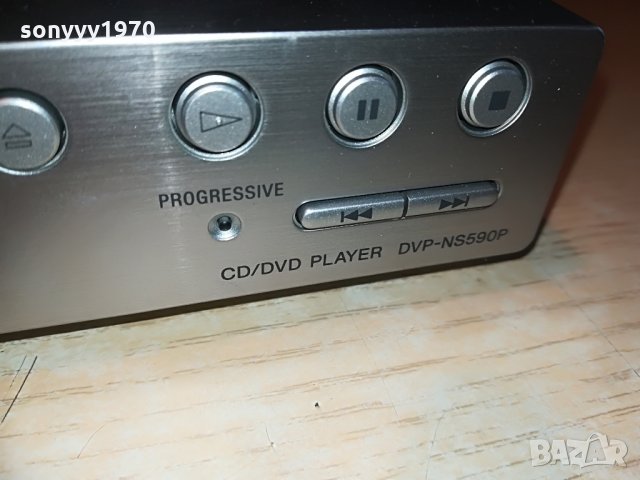 sonyvv1970
PROGRESSIVE
CD/DVD PLAYER DVP-NS590P
BAZAR